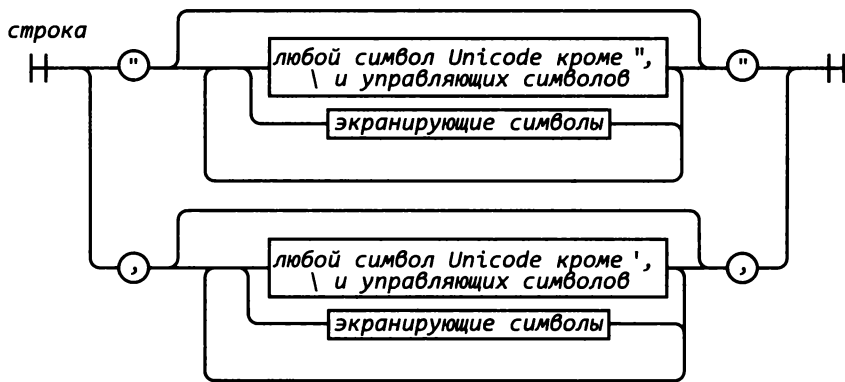 строка
" любой символ Unicode кроме ", "
\ и управляющих символов
экранирующие символы
, любой символ Unicode кроме ', ,
\ и управляющих символов
экранирующие символы